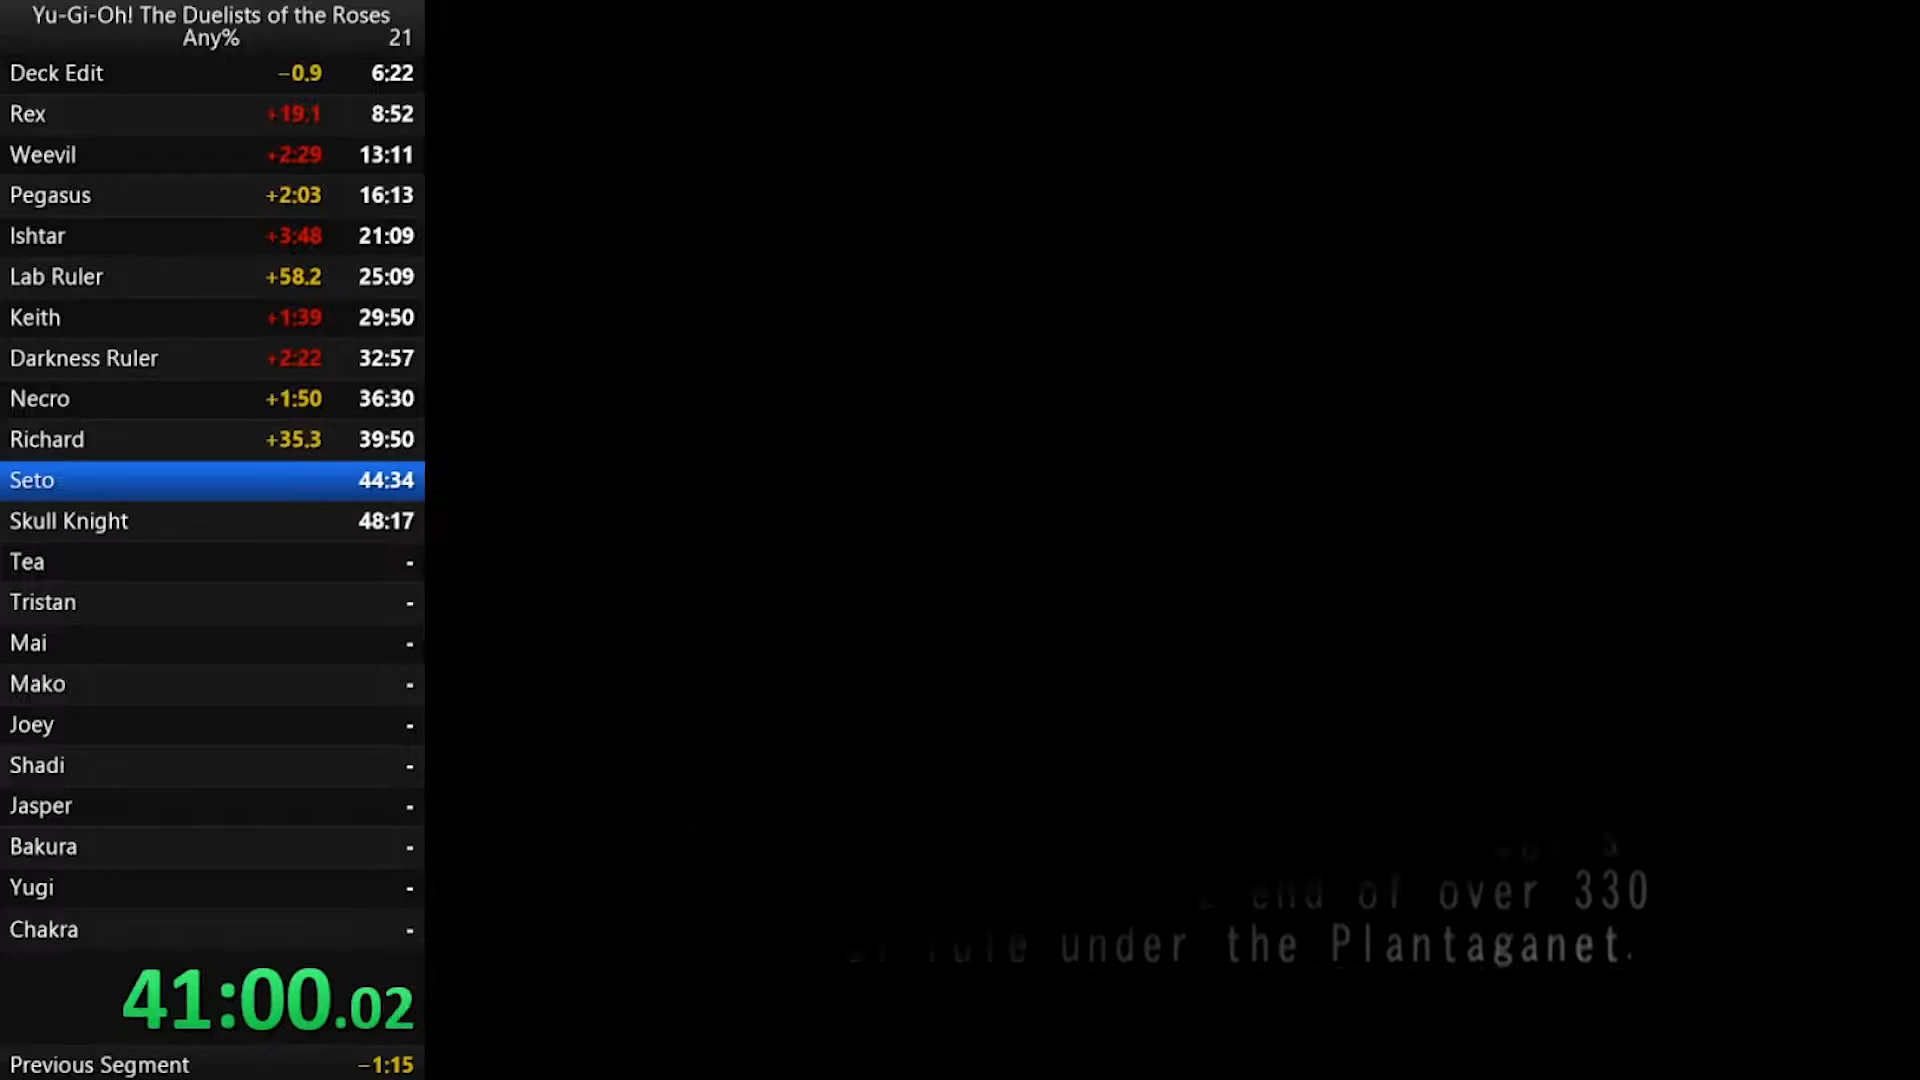 Yu-Gi-Oh! The Duelists of the Roses
Any% 21
Deck Edit −0.9 6:22
Rex +19.1 8:52
Weevil +2:29 13:11
Pegasus +2:03 16:13
Ishtar +3:48 21:09
Lab Ruler +58.2 25:09
Keith +1:39 29:50
Darkness Ruler +2:22 32:57
Necro +1:50 36:30
Richard +35.3 39:50
Seto 44:34
Skull Knight 48:17
Tea -
Tristan -
Mai -
Mako -
Joey -
Shadi -
Jasper -
Bakura -
Yugi -
Chakra -
41:00.02
Previous Segment −1:15
end of over 330
rule under the Plantaganet.